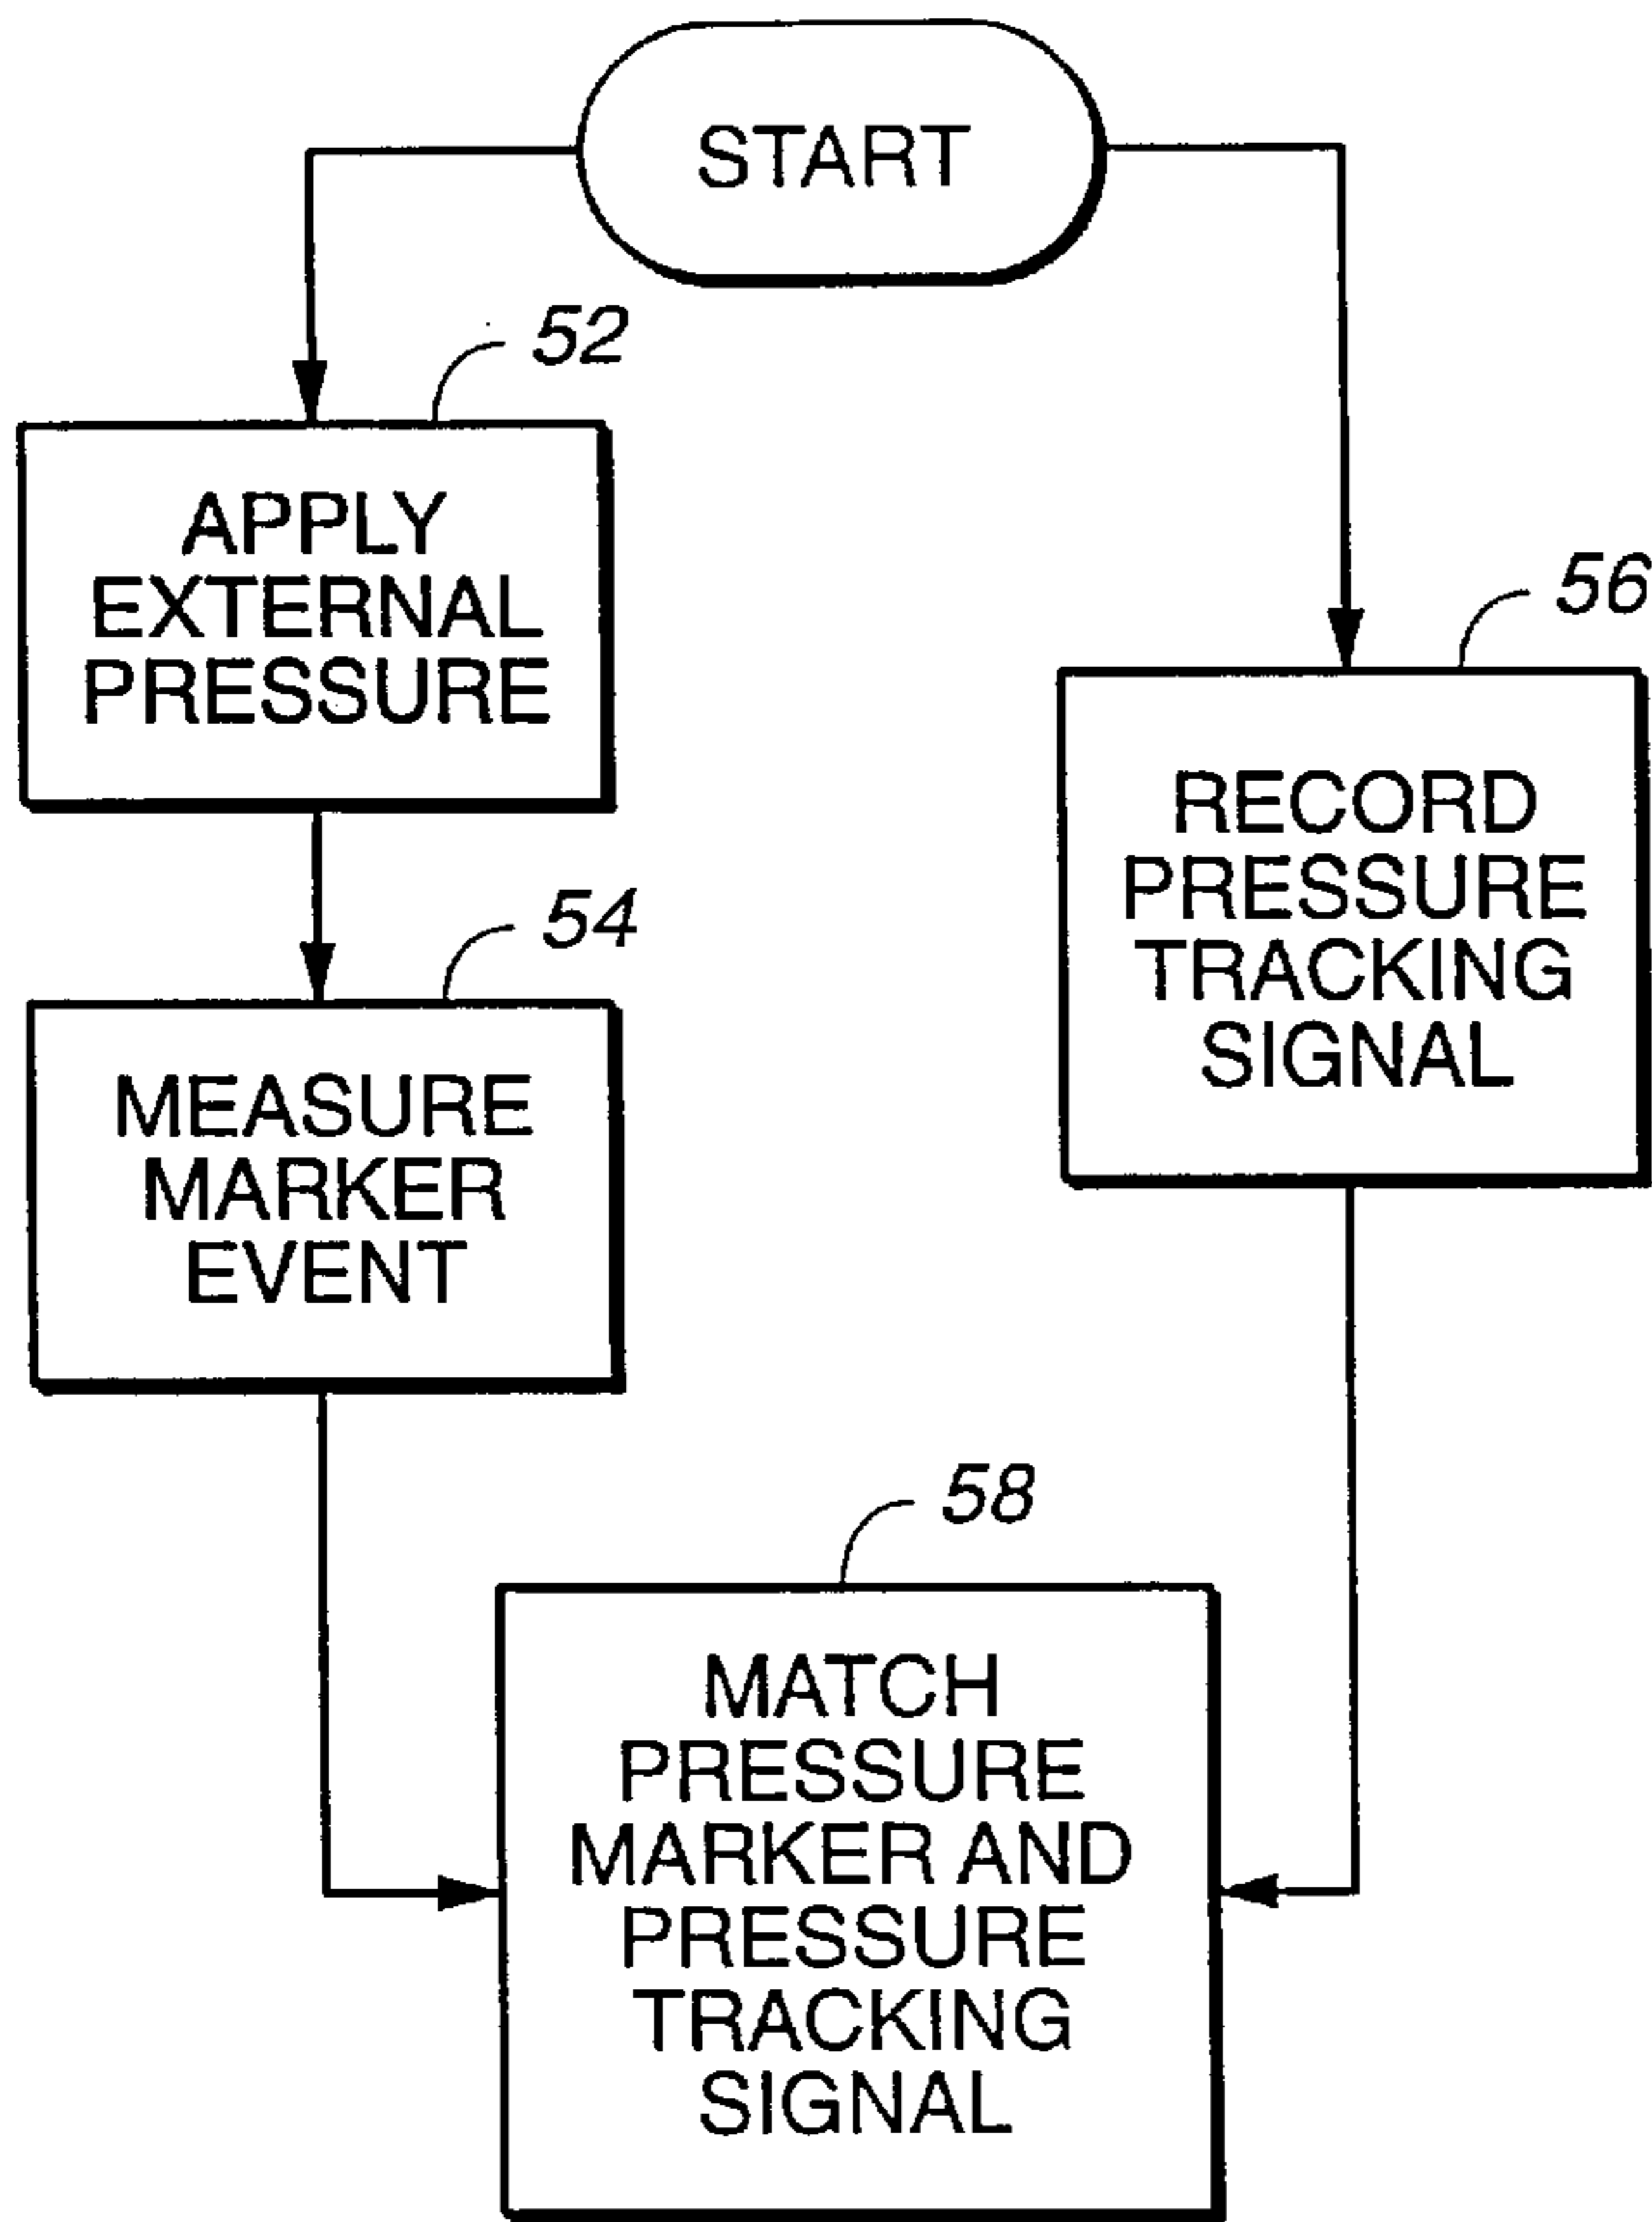 START
52
APPLY
EXTERNAL
PRESSURE
54
MEASURE
MARKER
EVENT
56
RECORD
PRESSURE
TRACKING
SIGNAL
58
MATCH
PRESSURE
MARKER AND
PRESSURE
TRACKING
SIGNAL